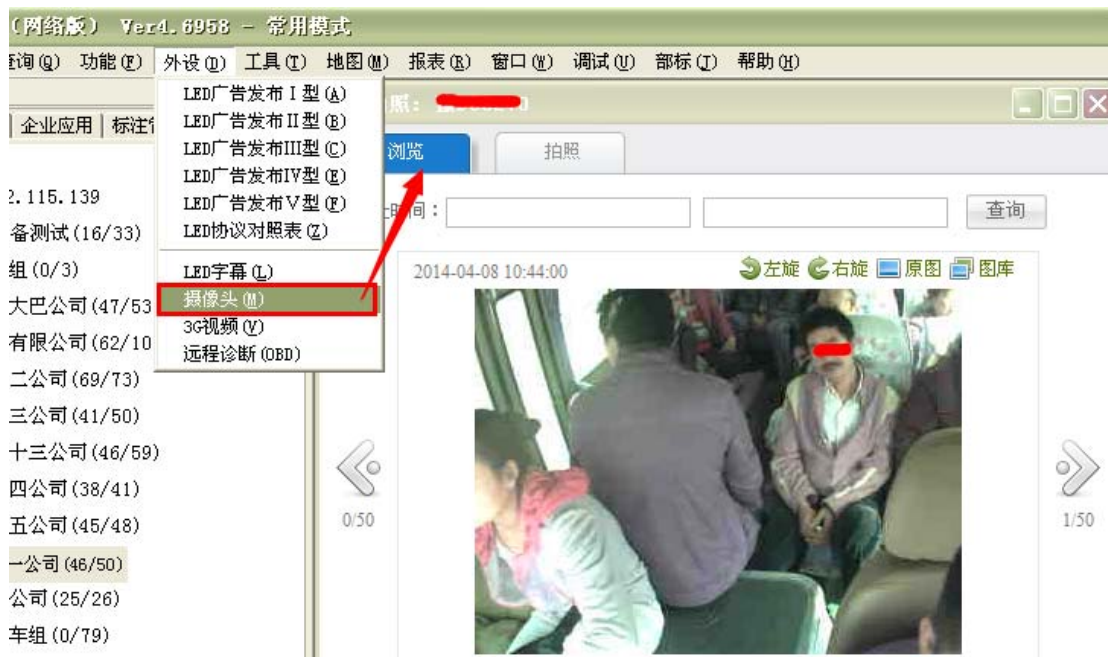 （网络版） Ver4.6958 - 常用模式
查询(Q) 功能(F) 外设(D) 工具(T) 地图(M) 报表(R) 窗口(W) 调试(U) 部标(I) 帮助(H)
LED广告发布Ⅰ型(A)
LED广告发布Ⅱ型(B)
LED广告发布III型(C)
LED广告发布IV型(E)
LED广告发布Ⅴ型(F)
LED协议对照表(Z)
LED字幕(L)
摄像头(M)
3G视频(V)
远程诊断(OBD)
企业应用 标注
照：
浏览 拍照
时间： 查询
2014-04-08 10:44:00 左旋 右旋 原图 图库
0/50
1/50
2.115.139
备测试(16/33)
组(0/3)
大巴公司(47/53
有限公司(62/10
二公司(69/73)
三公司(41/50)
十三公司(46/59)
四公司(38/41)
五公司(45/48)
一公司(46/50)
公司(25/26)
车组(0/79)